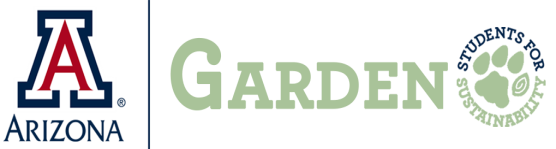 A
®
ARIZONA
GARDEN
STUDENTS FOR
SUSTAINABILITY